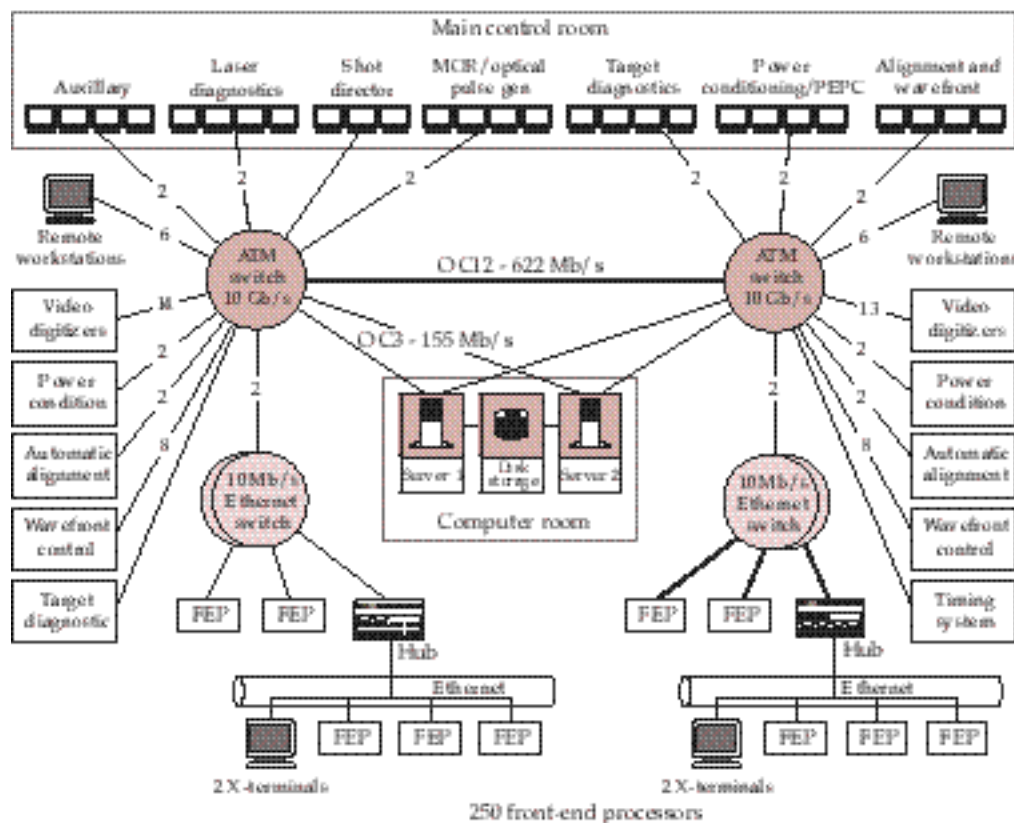 Main control room
Auxillary
Laser
diagnostics
Shot
director
MOR/optical
pulse gen
Target
diagnostics
Power
conditioning/PEPC
Alignment and
wavefront
2
2
2
2
2
2
Remote
workstations
6
6
Remote
workstations
ATM
switch
10 Gb/s
OC12 - 622 Mb/s
ATM
switch
10 Gb/s
OC3 - 155 Mb/s
Video
digitizers
Power
condition
2
Automatic
alignment
2
Wavefront
control
8
Target
diagnostic
2
13
Video
digitizers
2
Power
condition
2
Automatic
alignment
8
Wavefront
control
Timing
system
2
Server 1
Disk
storage
Server 2
Computer room
10Mb/s
Ethernet
switch
10Mb/s
Ethernet
switch
FEP
FEP
Hub
FEP
FEP
Hub
Ethernet
Ethernet
FEP
FEP
FEP
FEP
FEP
FEP
2 X-terminals
2 X-terminals
250 front-end processors